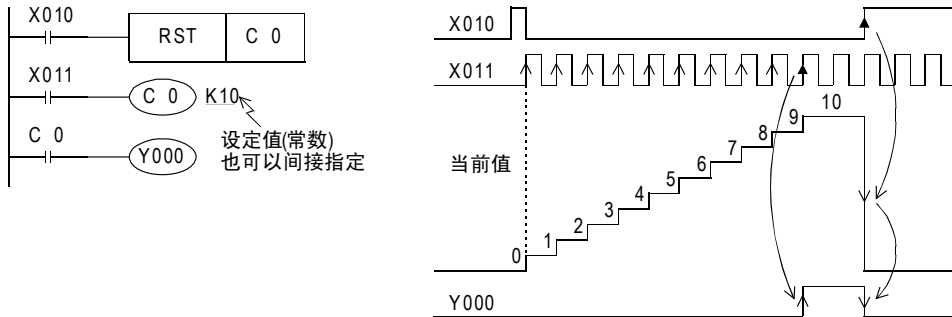 X010
RST C 0
X011
C 0 K10
C 0
Y000
设定值(常数)
也可以间接指定
X010
X011
当前值
0
1
2
3
4
5
6
7
8
9
10
Y000